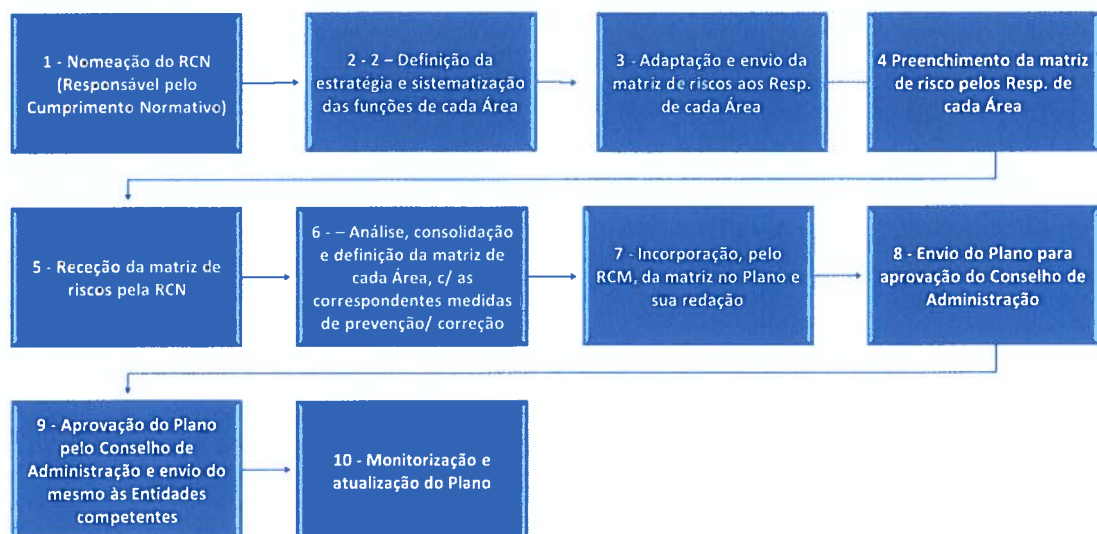 1 - Nomeação do RCN
(Responsável pelo
Cumprimento Normativo)
2 - 2 – Definição da
estratégia e sistematização
das funções de cada Área
3 - Adaptação e envio da
matriz de riscos aos Resp.
de cada Área
4 Preenchimento da matriz
de risco pelos Resp. de
cada Área
5 - Receção da matriz de
riscos pela RCN
6 - – Análise, consolidação
e definição da matriz de
cada Área, c/ as
correspondentes medidas
de prevenção/ correção
7 - Incorporação, pelo
RCM, da matriz no Plano e
sua redação
8 - Envio do Plano para
aprovação do Conselho de
Administração
9 - Aprovação do Plano
pelo Conselho de
Administração e envio do
mesmo às Entidades
competentes
10 - Monitorização e
atualização do Plano